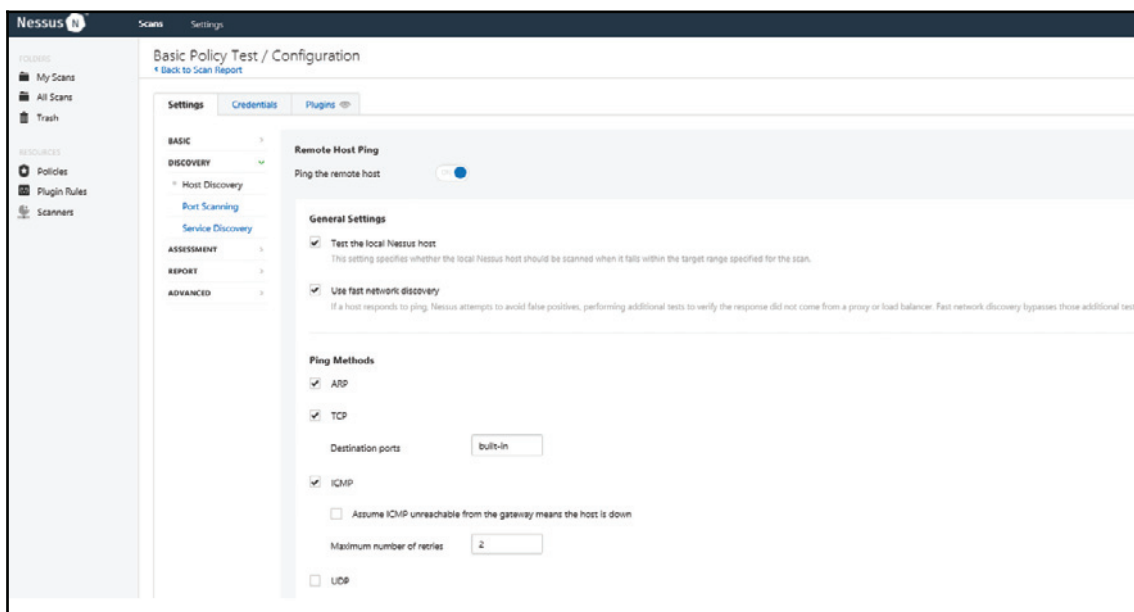 Nessus N
Scans Settings
FOLDERS
My Scans
All Scans
Trash
RESOURCES
Policies
Plugin Rules
Scanners
Basic Policy Test / Configuration
Back to Scan Report
Settings Credentials Plugins
BASIC
DISCOVERY
Host Discovery
Port Scanning
Service Discovery
ASSESSMENT
REPORT
ADVANCED
Remote Host Ping
Ping the remote host ON
General Settings
Test the local Nessus host
This setting specifies whether the local Nessus host should be scanned when it falls within the target range specified for the scan.
Use fast network discovery
If a host responds to ping, Nessus attempts to avoid false positives, performing additional tests to verify the response did not come from a proxy or load balancer. Fast network discovery bypasses those additional test
Ping Methods
ARP
TCP
Destination ports built-in
ICMP
Assume ICMP unreachable from the gateway means the host is down
Maximum number of retries 2
UDP